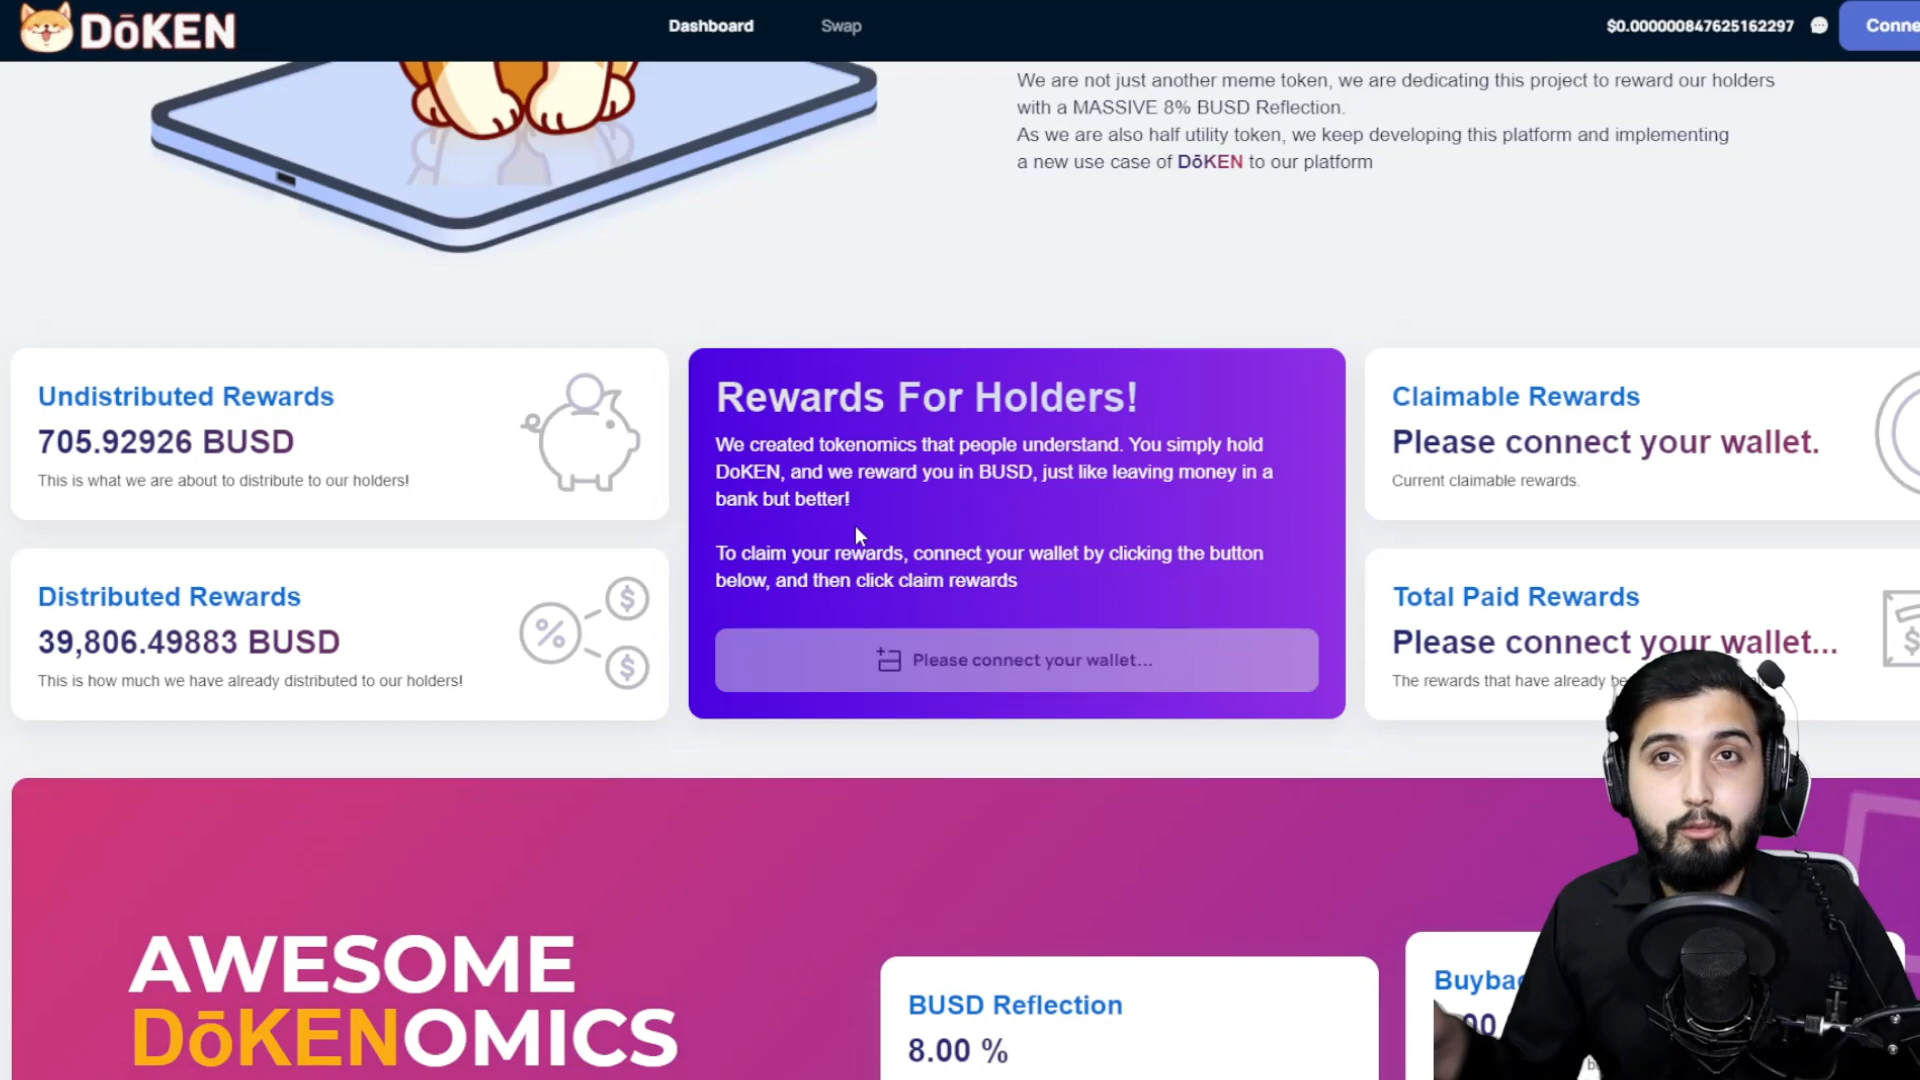 DōKEN
Dashboard
Swap
$0.000000847625162297
Conne
We are not just another meme token, we are dedicating this project to reward our holders
with a MASSIVE 8% BUSD Reflection.
As we are also half utility token, we keep developing this platform and implementing
a new use case of DōKEN to our platform
Undistributed Rewards
705.92926 BUSD
This is what we are about to distribute to our holders!
Distributed Rewards
39,806.49883 BUSD
This is how much we have already distributed to our holders!
Rewards For Holders!
We created tokenomics that people understand. You simply hold
DoKEN, and we reward you in BUSD, just like leaving money in a
bank but better!
To claim your rewards, connect your wallet by clicking the button
below, and then click claim rewards
Please connect your wallet...
Claimable Rewards
Please connect your wallet.
Current claimable rewards.
Total Paid Rewards
Please connect your wallet...
The rewards that have already be
AWESOME
DōKENOMICS
BUSD Reflection
8.00 %
Buyba